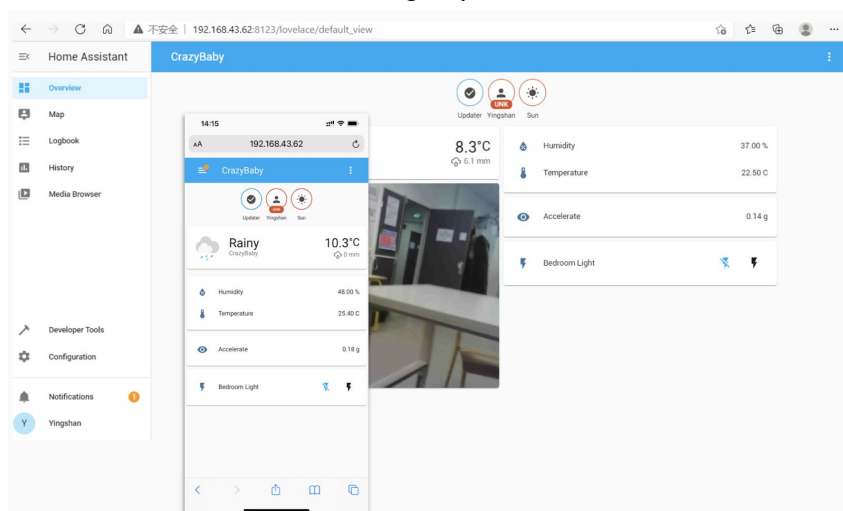 不安全 | 192.168.43.62:8123/lovelace/default_view
Home Assistant
CrazyBaby
Overview
Map
Logbook
History
Media Browser
Developer Tools
Configuration
Notifications
1
Y
Yingshan
UNK
Updater Yingshan Sun
8.3°C
6.1 mm
Humidity 37.00 %
Temperature 22.50 C
Accelerate 0.14 g
Bedroom Light
14:15
AA 192.168.43.62
CrazyBaby
UNK
Updater Yingshan Sun
Rainy 10.3°C
CrazyBaby 0 mm
Humidity 48.00 %
Temperature 25.40 C
Accelerate 0.18 g
Bedroom Light